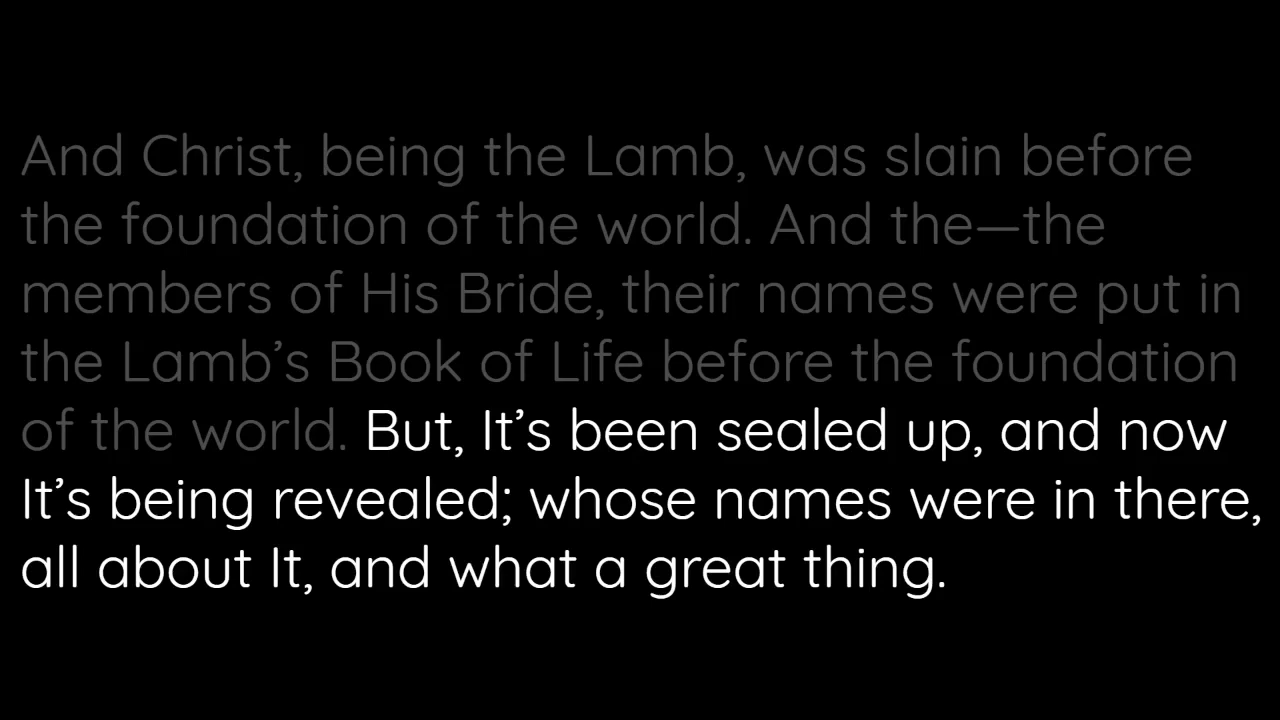 And Christ, being the Lamb, was slain before
the foundation of the world. And the—the
members of His Bride, their names were put in
the Lamb’s Book of Life before the foundation
of the world. But, It’s been sealed up, and now
It’s being revealed; whose names were in there,
all about It, and what a great thing.